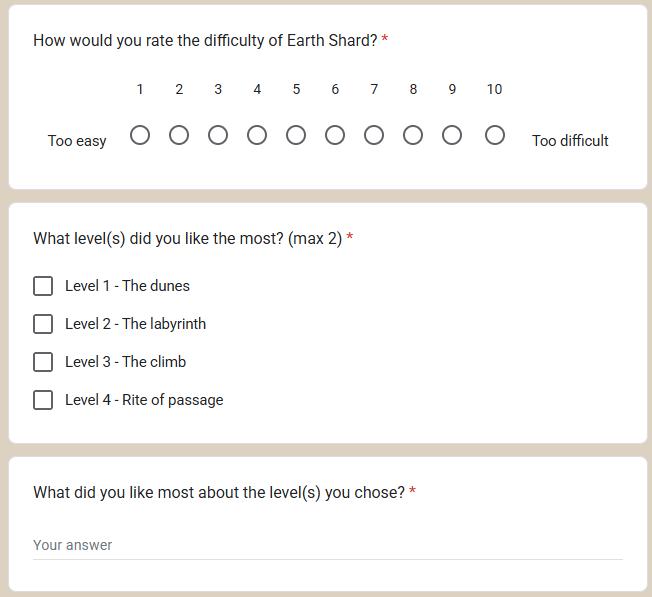 How would you rate the difficulty of Earth Shard? *
1 2 3 4 5 6 7 8 9 10
Too easy Too difficult
What level(s) did you like the most? (max 2) *
Level 1 - The dunes
Level 2 - The labyrinth
Level 3 - The climb
Level 4 - Rite of passage
What did you like most about the level(s) you chose? *
Your answer